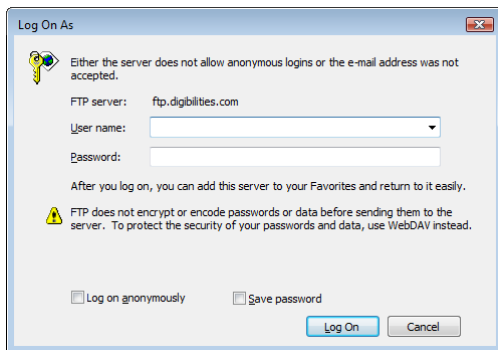 Log On As
Either the server does not allow anonymous logins or the e-mail address was not
accepted.
FTP server: ftp.digibilities.com
User name:
Password:
After you log on, you can add this server to your Favorites and return to it easily.
FTP does not encrypt or encode passwords or data before sending them to the
server. To protect the security of your passwords and data, use WebDAV instead.
Log on anonymously Save password
Log On Cancel